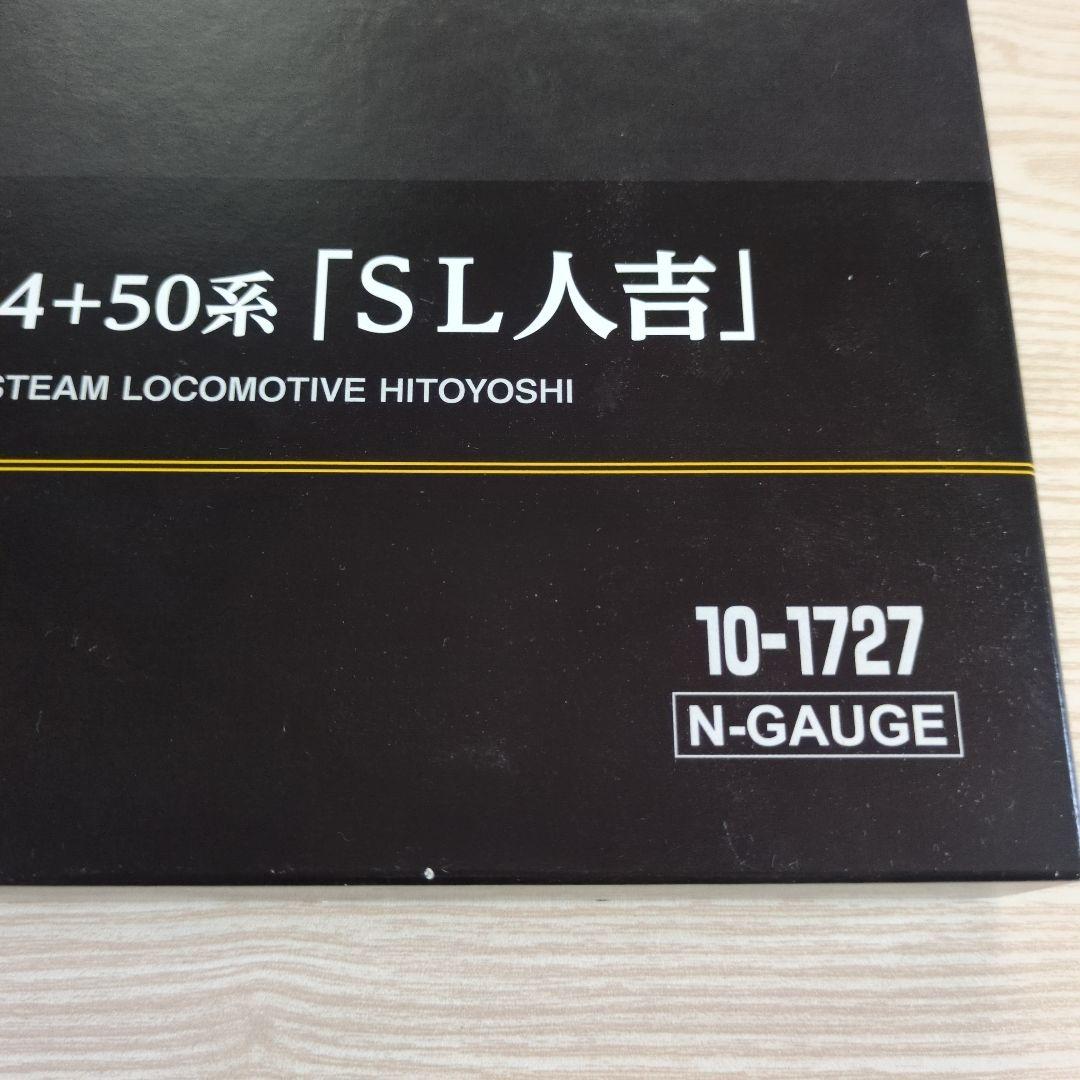 4+50系「SL人吉」
STEAM LOCOMOTIVE HITOYOSHI
10-1727
N-GAUGE